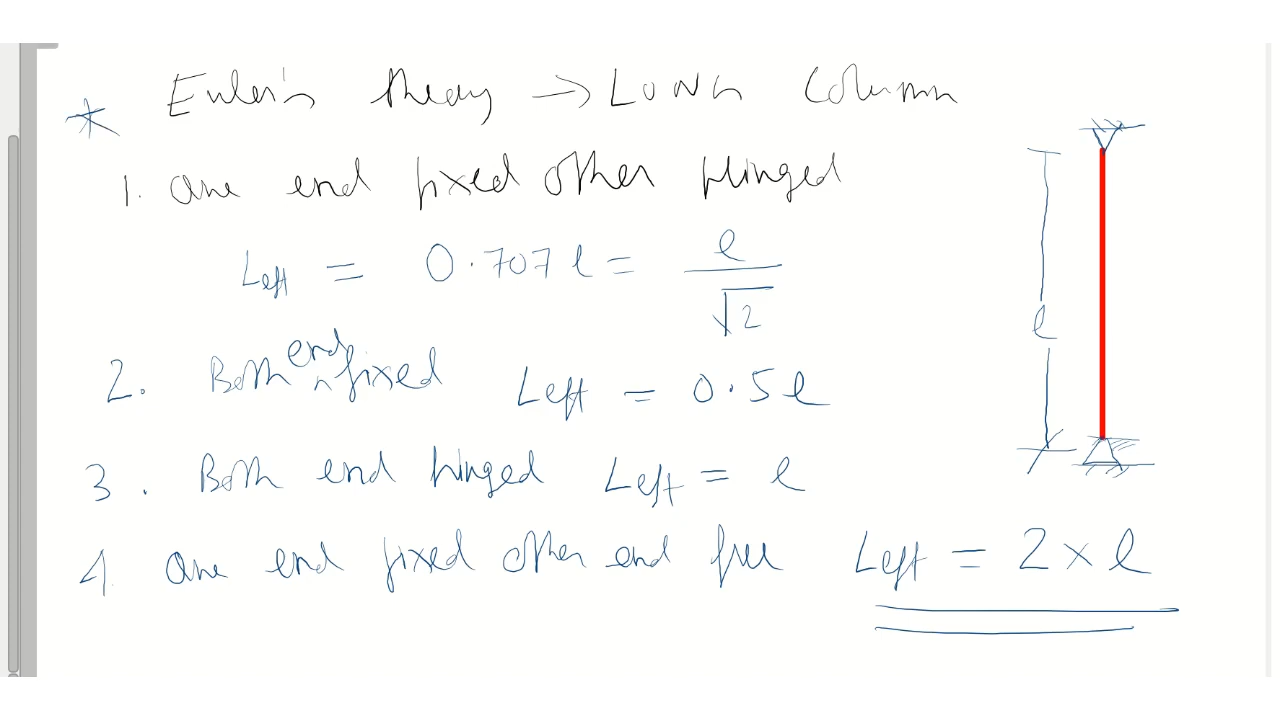 * Euler's theory → LONG column
1. One end fixed other hinged
Leff = 0.707 l = l / √2
2. Both end fixed Leff = 0.5 l
3. Both end hinged Leff = l
4. One end fixed other end free Leff = 2 × l
l